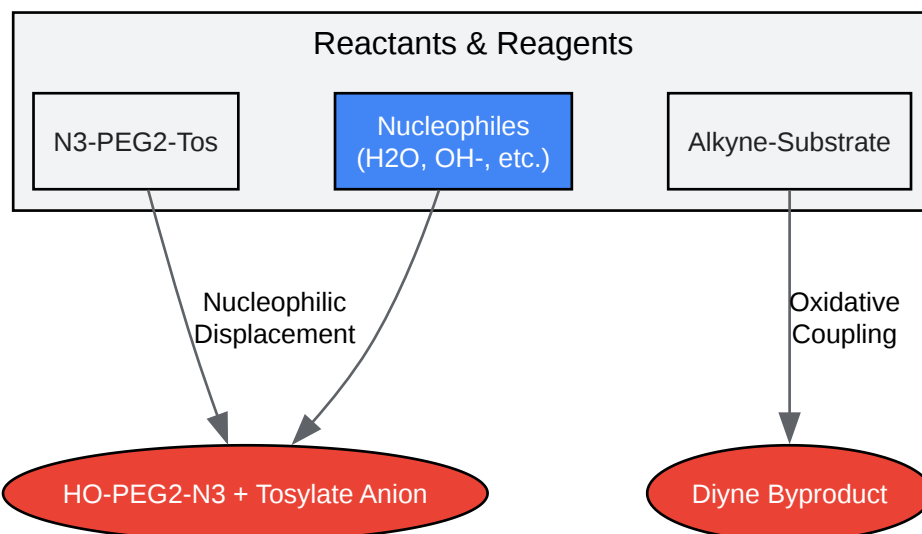 Reactants & Reagents
N3-PEG2-Tos
Nucleophiles
(H2O, OH-, etc.)
Alkyne-Substrate
Nucleophilic
Displacement
Oxidative
Coupling
HO-PEG2-N3 + Tosylate Anion
Diyne Byproduct